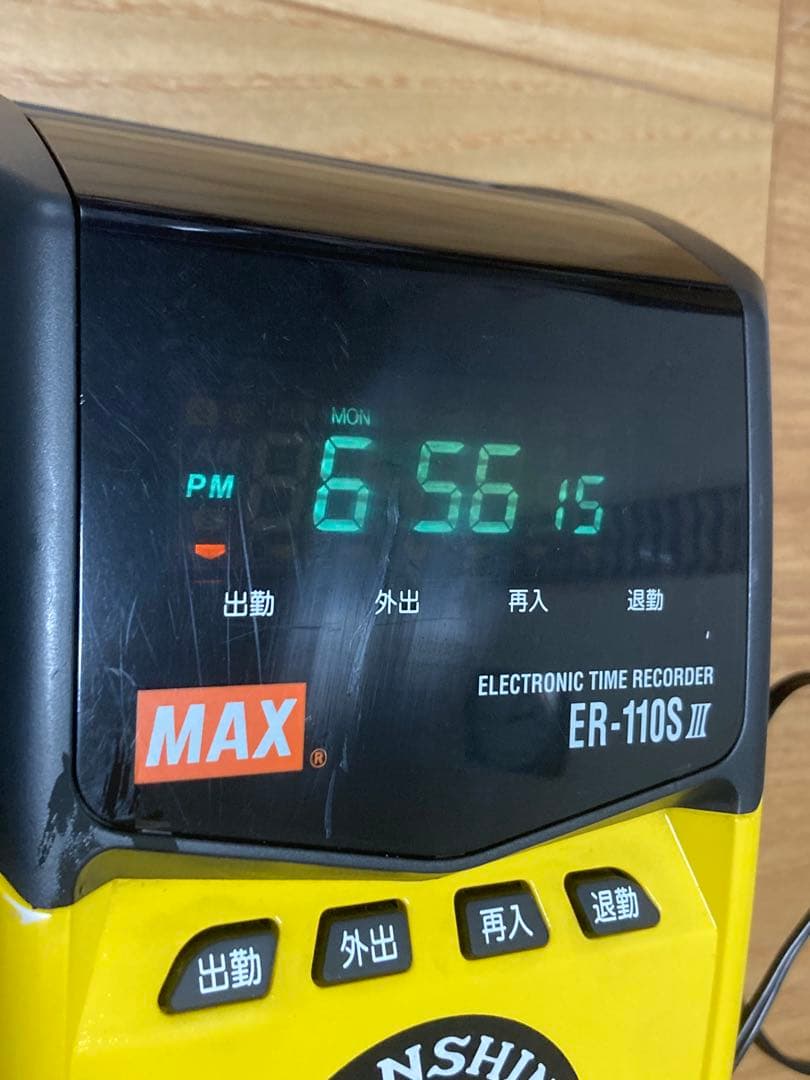 MON
PM 6 56 15
出勤 外出 再入 退勤
ELECTRONIC TIME RECORDER
MAX® ER-110SⅢ
出勤 外出 再入 退勤